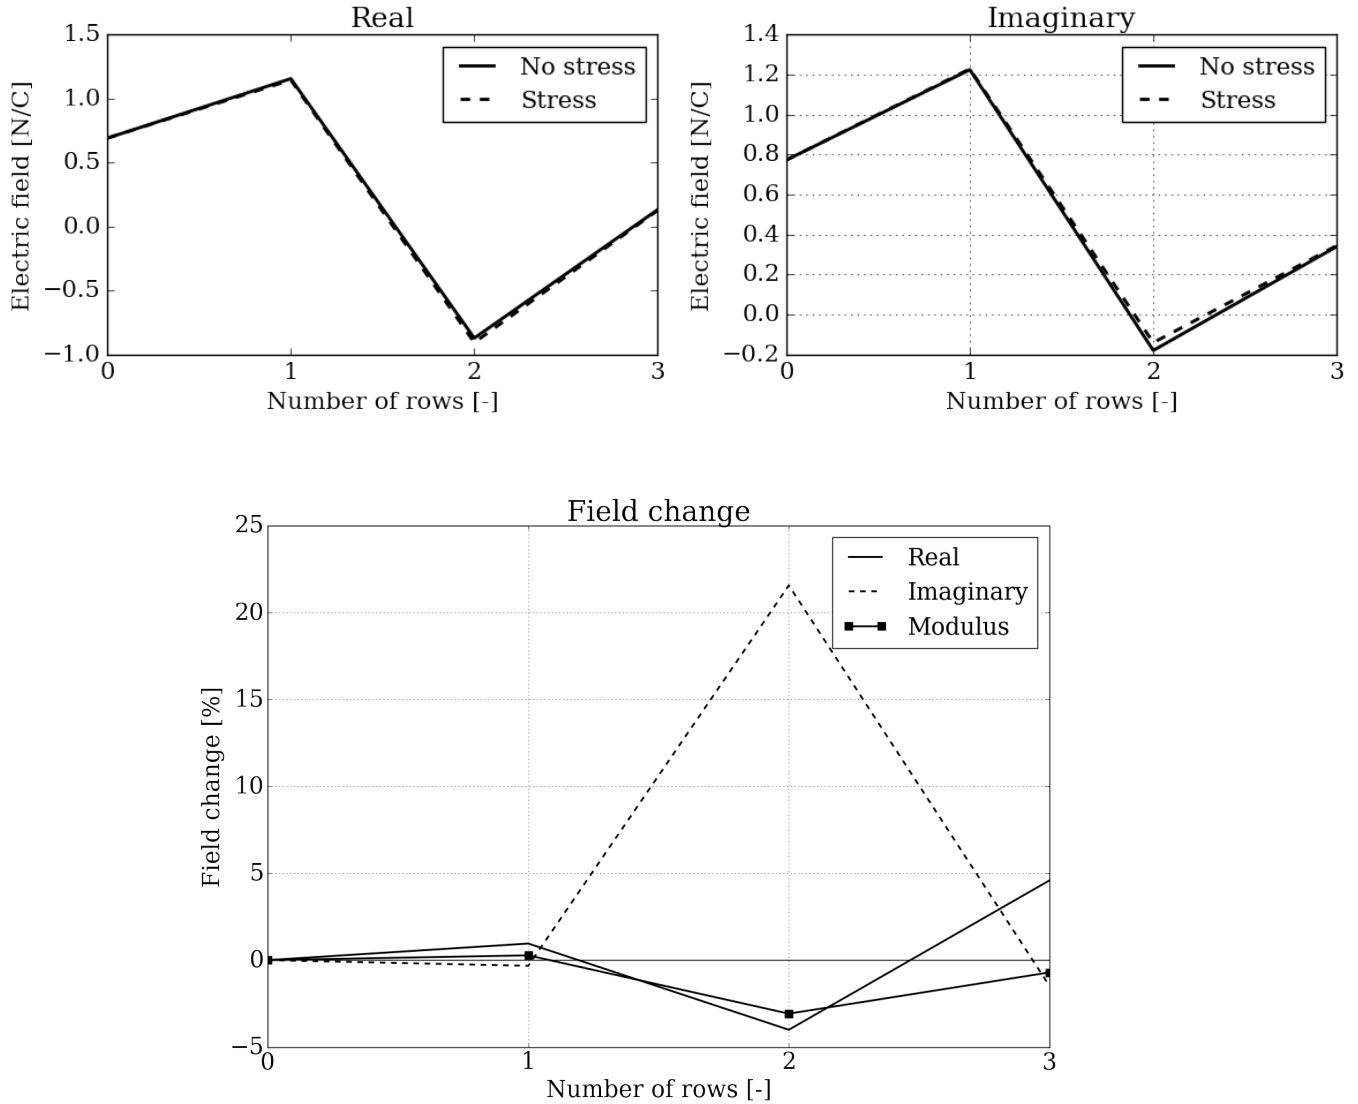 Real
1.5
1.0
0.5
0.0
−0.5
−1.0
Electric field [N/C]
No stress
Stress
0
1
2
3
Number of rows [-]
Imaginary
1.4
1.2
1.0
0.8
0.6
0.4
0.2
0.0
−0.2
Electric field [N/C]
No stress
Stress
0
1
2
3
Number of rows [-]
Field change
25
20
15
10
5
0
−5
Field change [%]
Real
Imaginary
Modulus
0
1
2
3
Number of rows [-]